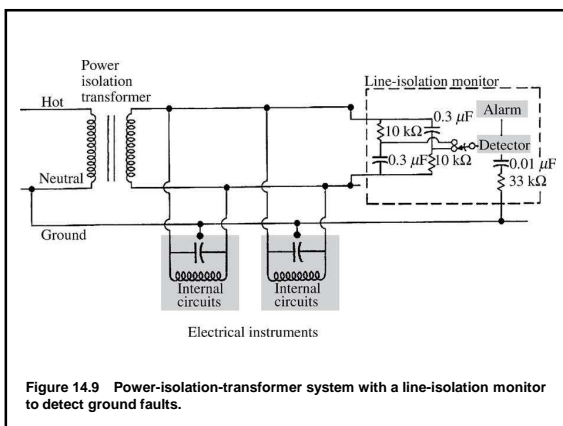 Power
isolation
transformer
Line-isolation monitor
Hot
0.3 µF
Alarm
10 kΩ
Detector
0.3 µF
10 kΩ
0.01 µF
33 kΩ
Neutral
Ground
Internal
circuits
Internal
circuits
Electrical instruments
Figure 14.9 Power-isolation-transformer system with a line-isolation monitor
to detect ground faults.